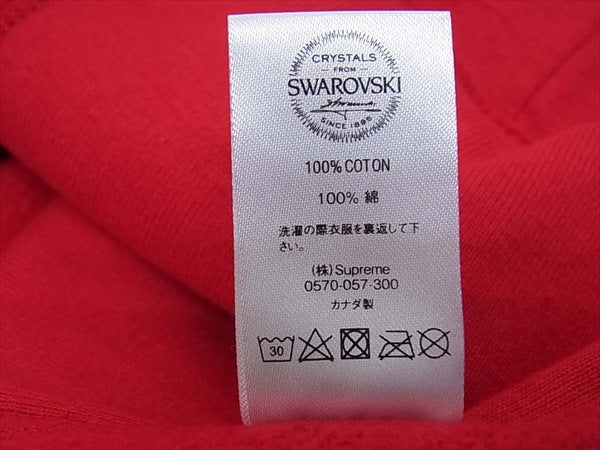 CRYSTALS
FROM
SWAROVSKI
SINCE 1895
100% COTON
100% 綿
洗濯の際衣服を裏返して下
さい。
(株)Supreme
0570-057-300
カナダ製
30